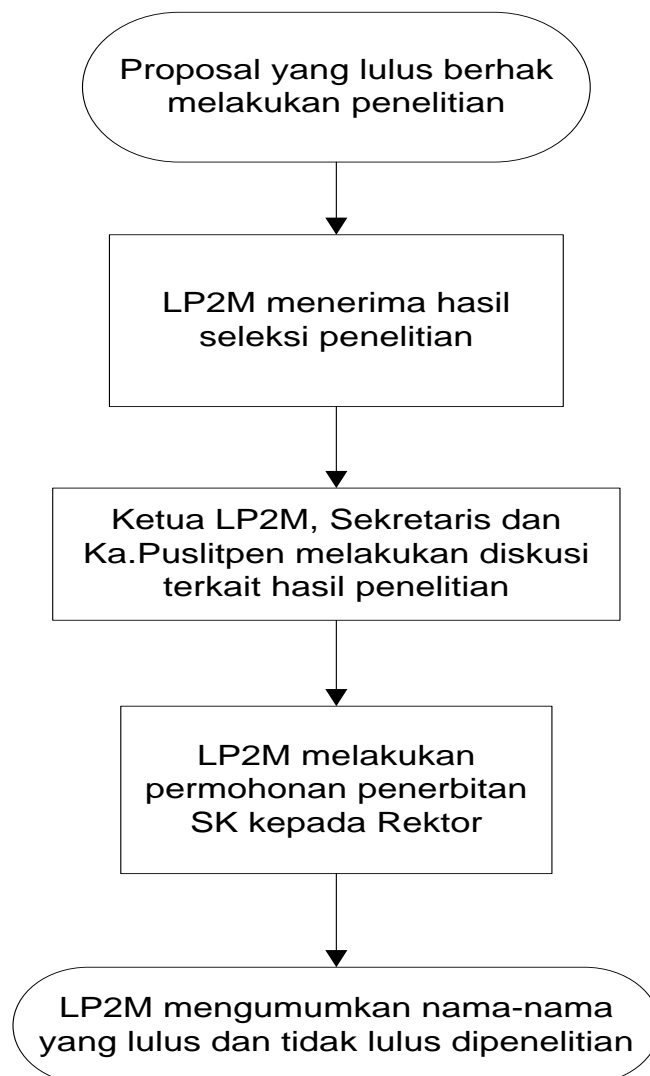 Proposal yang lulus berhak
melakukan penelitian
LP2M menerima hasil
seleksi penelitian
Ketua LP2M, Sekretaris dan
Ka.Puslitpen melakukan diskusi
terkait hasil penelitian
LP2M melakukan
permohonan penerbitan
SK kepada Rektor
LP2M mengumumkan nama-nama
yang lulus dan tidak lulus dipenelitian